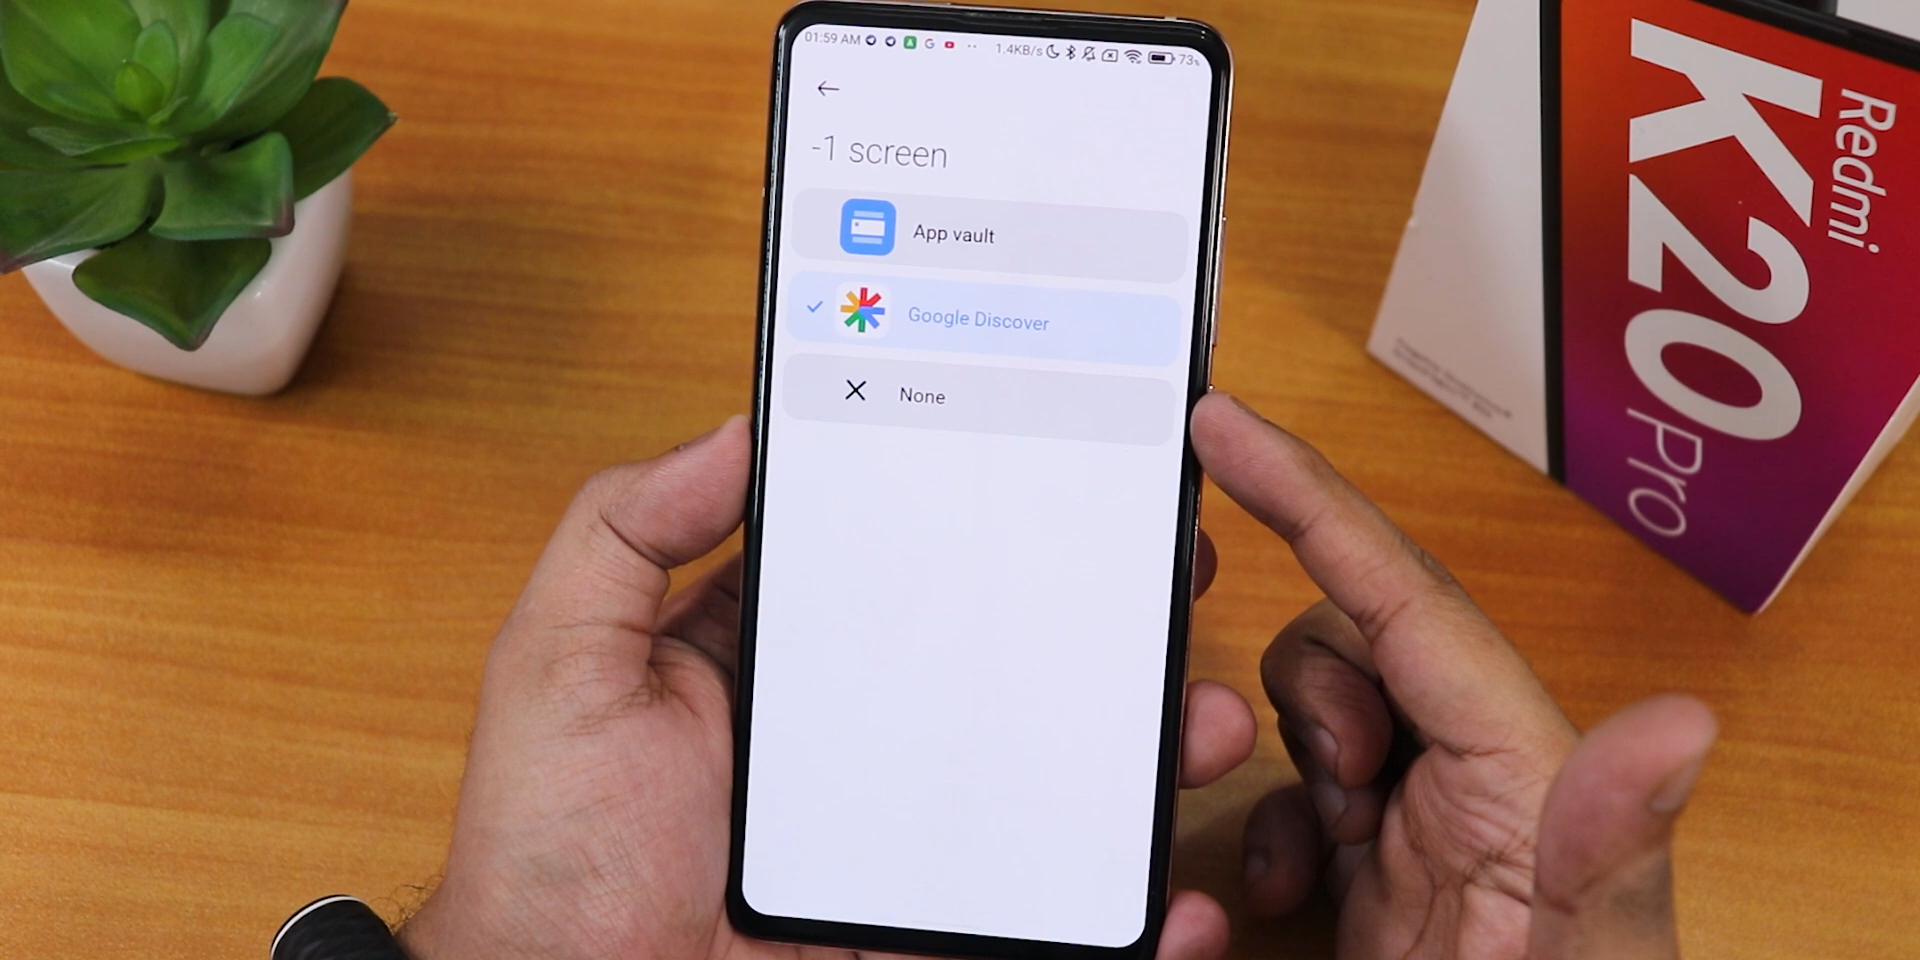 01:59 AM
1.4KB/s
73%
-1 screen
App vault
Google Discover
None
Redmi
K20
Pro